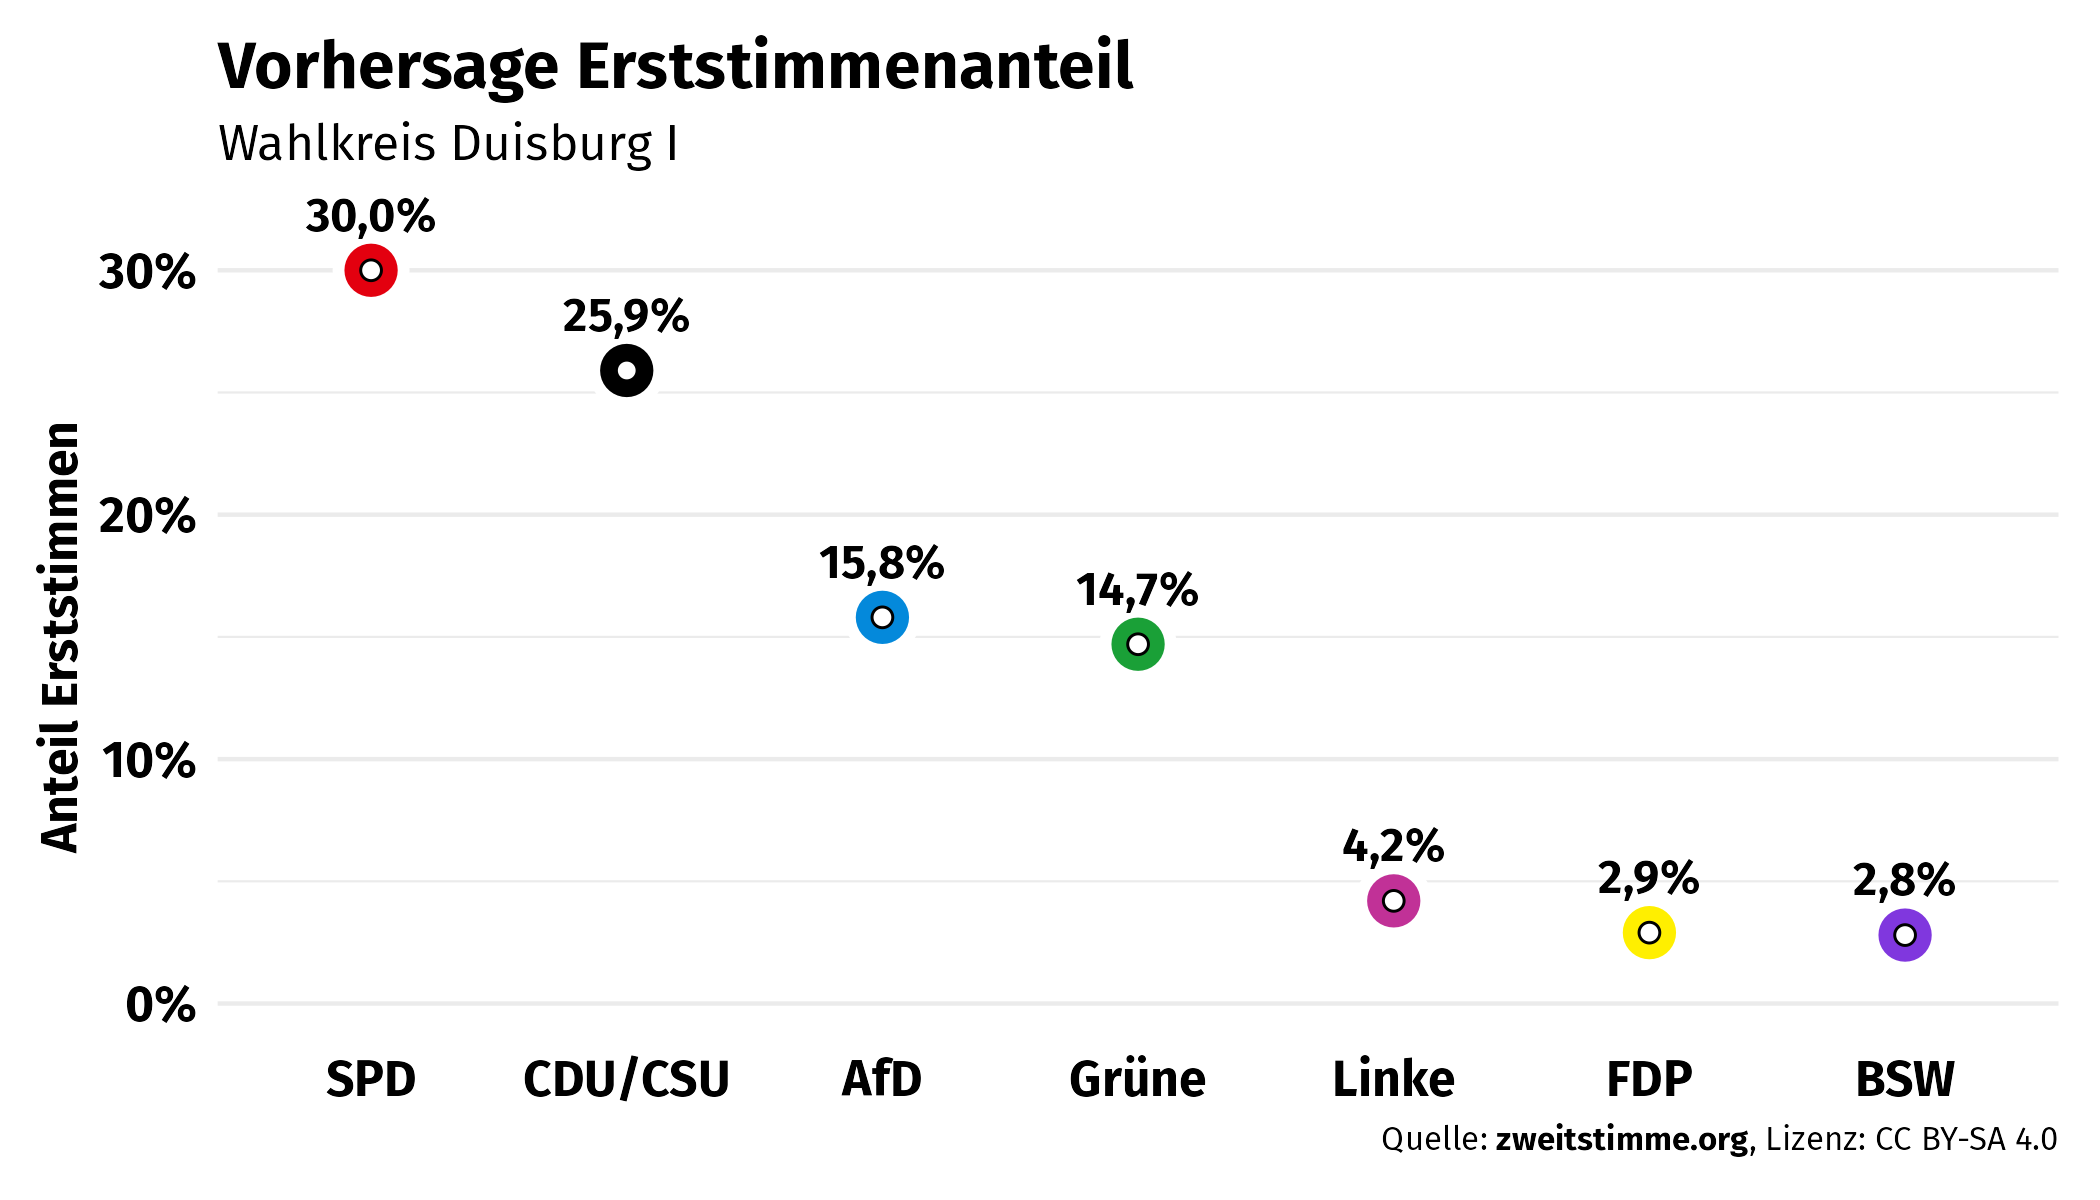 Vorhersage Erststimmenanteil
Wahlkreis Duisburg I
Anteil Erststimmen
30%
20%
10%
0%
30,0%
25,9%
15,8%
14,7%
4,2%
2,9%
2,8%
SPD
CDU/CSU
AfD
Grüne
Linke
FDP
BSW
Quelle: zweitstimme.org, Lizenz: CC BY-SA 4.0